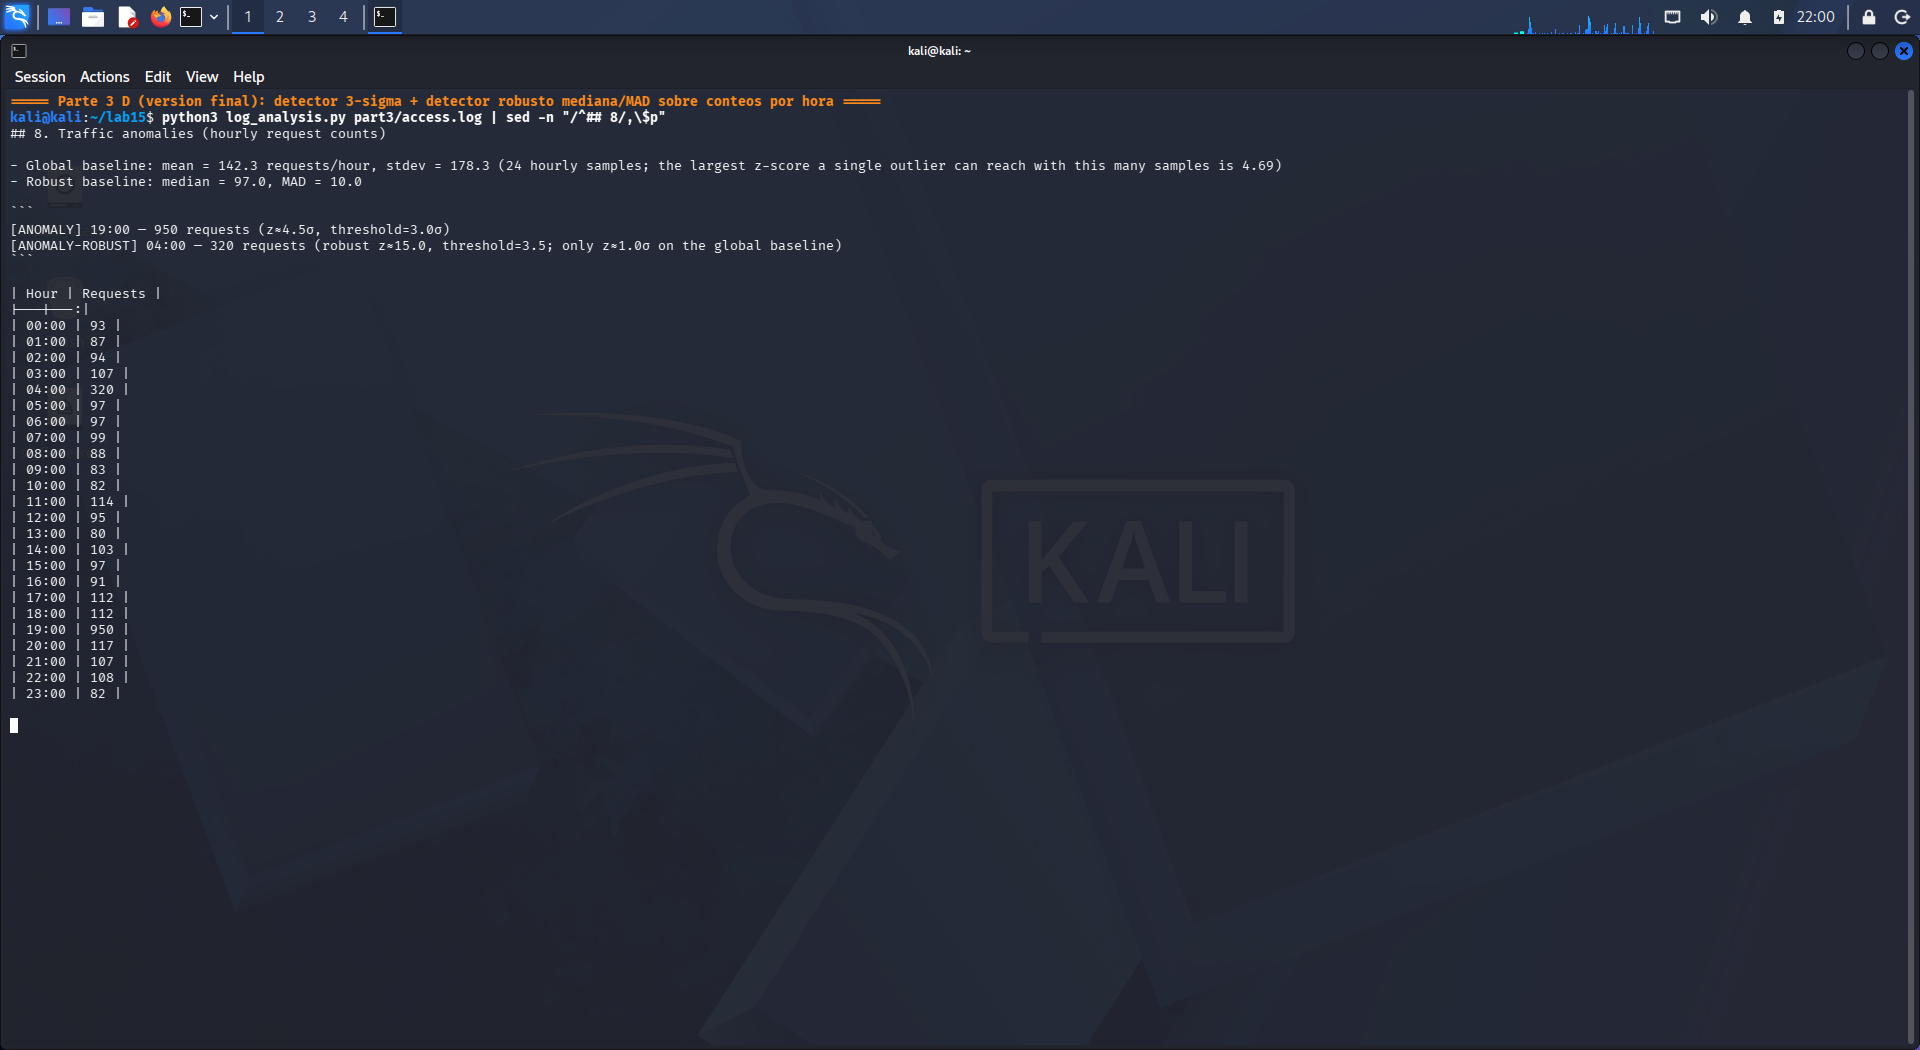 1 2 3 4 22:00
kali@kali: ~
Session Actions Edit View Help
===== Parte 3 D (version final): detector 3-sigma + detector robusto mediana/MAD sobre conteos por hora =====
kali@kali:~/lab15$ python3 log_analysis.py part3/access.log | sed -n "/^## 8/,\$p"
## 8. Traffic anomalies (hourly request counts)
- Global baseline: mean = 142.3 requests/hour, stdev = 178.3 (24 hourly samples; the largest z-score a single outlier can reach with this many samples is 4.69)
- Robust baseline: median = 97.0, MAD = 10.0
```
[ANOMALY] 19:00 — 950 requests (z≈4.5σ, threshold=3.0σ)
[ANOMALY-ROBUST] 04:00 — 320 requests (robust z≈15.0, threshold=3.5; only z≈1.0σ on the global baseline)
```
| Hour | Requests |
|---|---:|
| 00:00 | 93 |
| 01:00 | 87 |
| 02:00 | 94 |
| 03:00 | 107 |
| 04:00 | 320 |
| 05:00 | 97 |
| 06:00 | 97 |
| 07:00 | 99 |
| 08:00 | 88 |
| 09:00 | 83 |
| 10:00 | 82 |
| 11:00 | 114 |
| 12:00 | 95 |
| 13:00 | 80 |
| 14:00 | 103 |
| 15:00 | 97 |
| 16:00 | 91 |
| 17:00 | 112 |
| 18:00 | 112 |
| 19:00 | 950 |
| 20:00 | 117 |
| 21:00 | 107 |
| 22:00 | 108 |
| 23:00 | 82 |
KALI